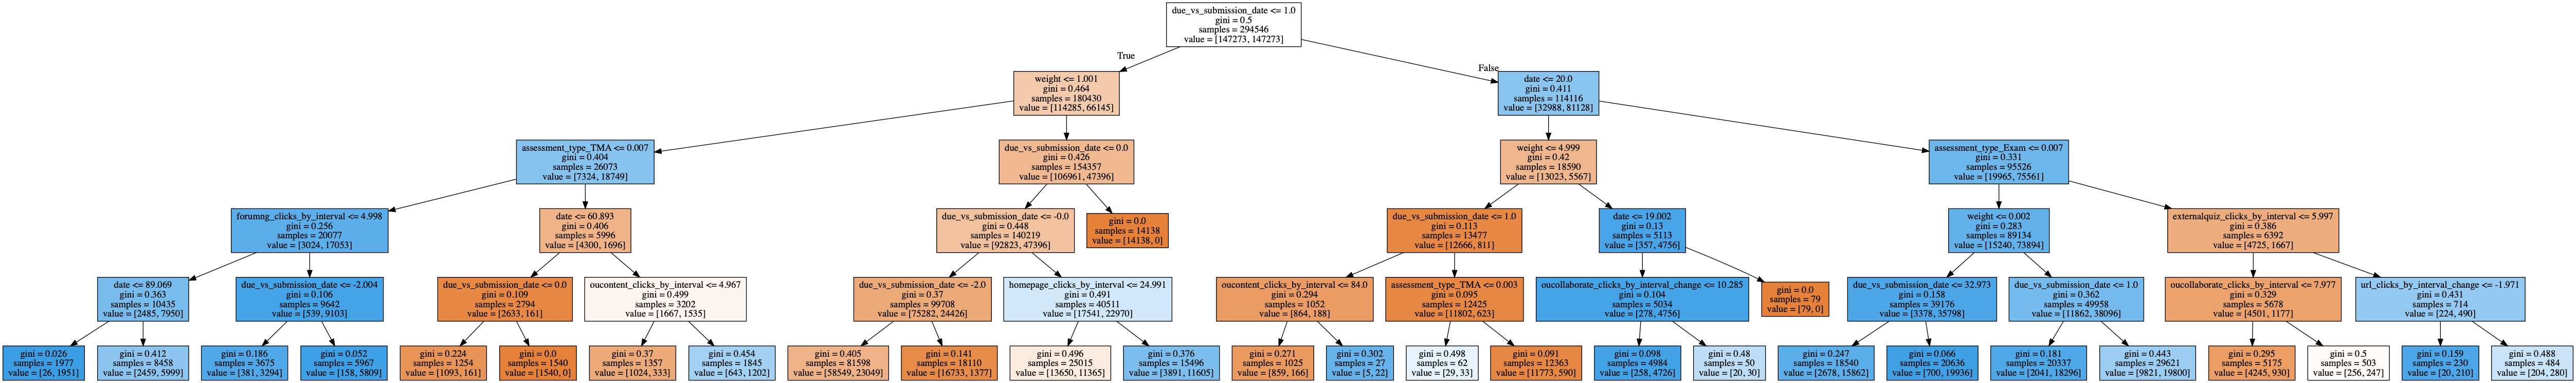 due_vs_submission_date <= 1.0
gini = 0.5
samples = 294546
value = [147273, 147273]
True
False
weight <= 1.001
gini = 0.464
samples = 180430
value = [114285, 66145]
date <= 20.0
gini = 0.411
samples = 114116
value = [32988, 81128]
assessment_type_TMA <= 0.007
gini = 0.404
samples = 26073
value = [7324, 18749]
due_vs_submission_date <= 0.0
gini = 0.426
samples = 154357
value = [106961, 47396]
weight <= 4.999
gini = 0.42
samples = 18590
value = [13023, 5567]
assessment_type_Exam <= 0.007
gini = 0.331
samples = 95526
value = [19965, 75561]
forumng_clicks_by_interval <= 4.998
gini = 0.256
samples = 20077
value = [3024, 17053]
date <= 60.893
gini = 0.406
samples = 5996
value = [4300, 1696]
due_vs_submission_date <= -0.0
gini = 0.448
samples = 140219
value = [92823, 47396]
gini = 0.0
samples = 14138
value = [14138, 0]
due_vs_submission_date <= 1.0
gini = 0.113
samples = 13477
value = [12666, 811]
date <= 19.002
gini = 0.13
samples = 5113
value = [357, 4756]
weight <= 0.002
gini = 0.283
samples = 89134
value = [15240, 73894]
externalquiz_clicks_by_interval <= 5.997
gini = 0.386
samples = 6392
value = [4725, 1667]
date <= 89.069
gini = 0.363
samples = 10435
value = [2485, 7950]
due_vs_submission_date <= -2.004
gini = 0.106
samples = 9642
value = [539, 9103]
due_vs_submission_date <= 0.0
gini = 0.109
samples = 2794
value = [2633, 161]
oucontent_clicks_by_interval <= 4.967
gini = 0.499
samples = 3202
value = [1667, 1535]
due_vs_submission_date <= -2.0
gini = 0.37
samples = 99708
value = [75282, 24426]
homepage_clicks_by_interval <= 24.991
gini = 0.491
samples = 40511
value = [17541, 22970]
oucontent_clicks_by_interval <= 84.0
gini = 0.294
samples = 1052
value = [864, 188]
assessment_type_TMA <= 0.003
gini = 0.095
samples = 12425
value = [11802, 623]
oucollaborate_clicks_by_interval_change <= 10.285
gini = 0.104
samples = 5034
value = [278, 4756]
gini = 0.0
samples = 79
value = [79, 0]
due_vs_submission_date <= 32.973
gini = 0.158
samples = 39176
value = [3378, 35798]
due_vs_submission_date <= 1.0
gini = 0.362
samples = 49958
value = [11862, 38096]
oucollaborate_clicks_by_interval <= 7.977
gini = 0.329
samples = 5678
value = [4501, 1177]
url_clicks_by_interval_change <= -1.971
gini = 0.431
samples = 714
value = [224, 490]
gini = 0.026
samples = 1977
value = [26, 1951]
gini = 0.412
samples = 8458
value = [2459, 5999]
gini = 0.186
samples = 3675
value = [381, 3294]
gini = 0.052
samples = 5967
value = [158, 5809]
gini = 0.224
samples = 1254
value = [1093, 161]
gini = 0.0
samples = 1540
value = [1540, 0]
gini = 0.37
samples = 1357
value = [1024, 333]
gini = 0.454
samples = 1845
value = [643, 1202]
gini = 0.405
samples = 81598
value = [58549, 23049]
gini = 0.141
samples = 18110
value = [16733, 1377]
gini = 0.496
samples = 25015
value = [13650, 11365]
gini = 0.376
samples = 15496
value = [3891, 11605]
gini = 0.271
samples = 1025
value = [859, 166]
gini = 0.302
samples = 27
value = [5, 22]
gini = 0.498
samples = 62
value = [29, 33]
gini = 0.091
samples = 12363
value = [11773, 590]
gini = 0.098
samples = 4984
value = [258, 4726]
gini = 0.48
samples = 50
value = [20, 30]
gini = 0.247
samples = 18540
value = [2678, 15862]
gini = 0.066
samples = 20636
value = [700, 19936]
gini = 0.181
samples = 20337
value = [2041, 18296]
gini = 0.443
samples = 29621
value = [9821, 19800]
gini = 0.295
samples = 5175
value = [4245, 930]
gini = 0.5
samples = 503
value = [256, 247]
gini = 0.159
samples = 230
value = [20, 210]
gini = 0.488
samples = 484
value = [204, 280]